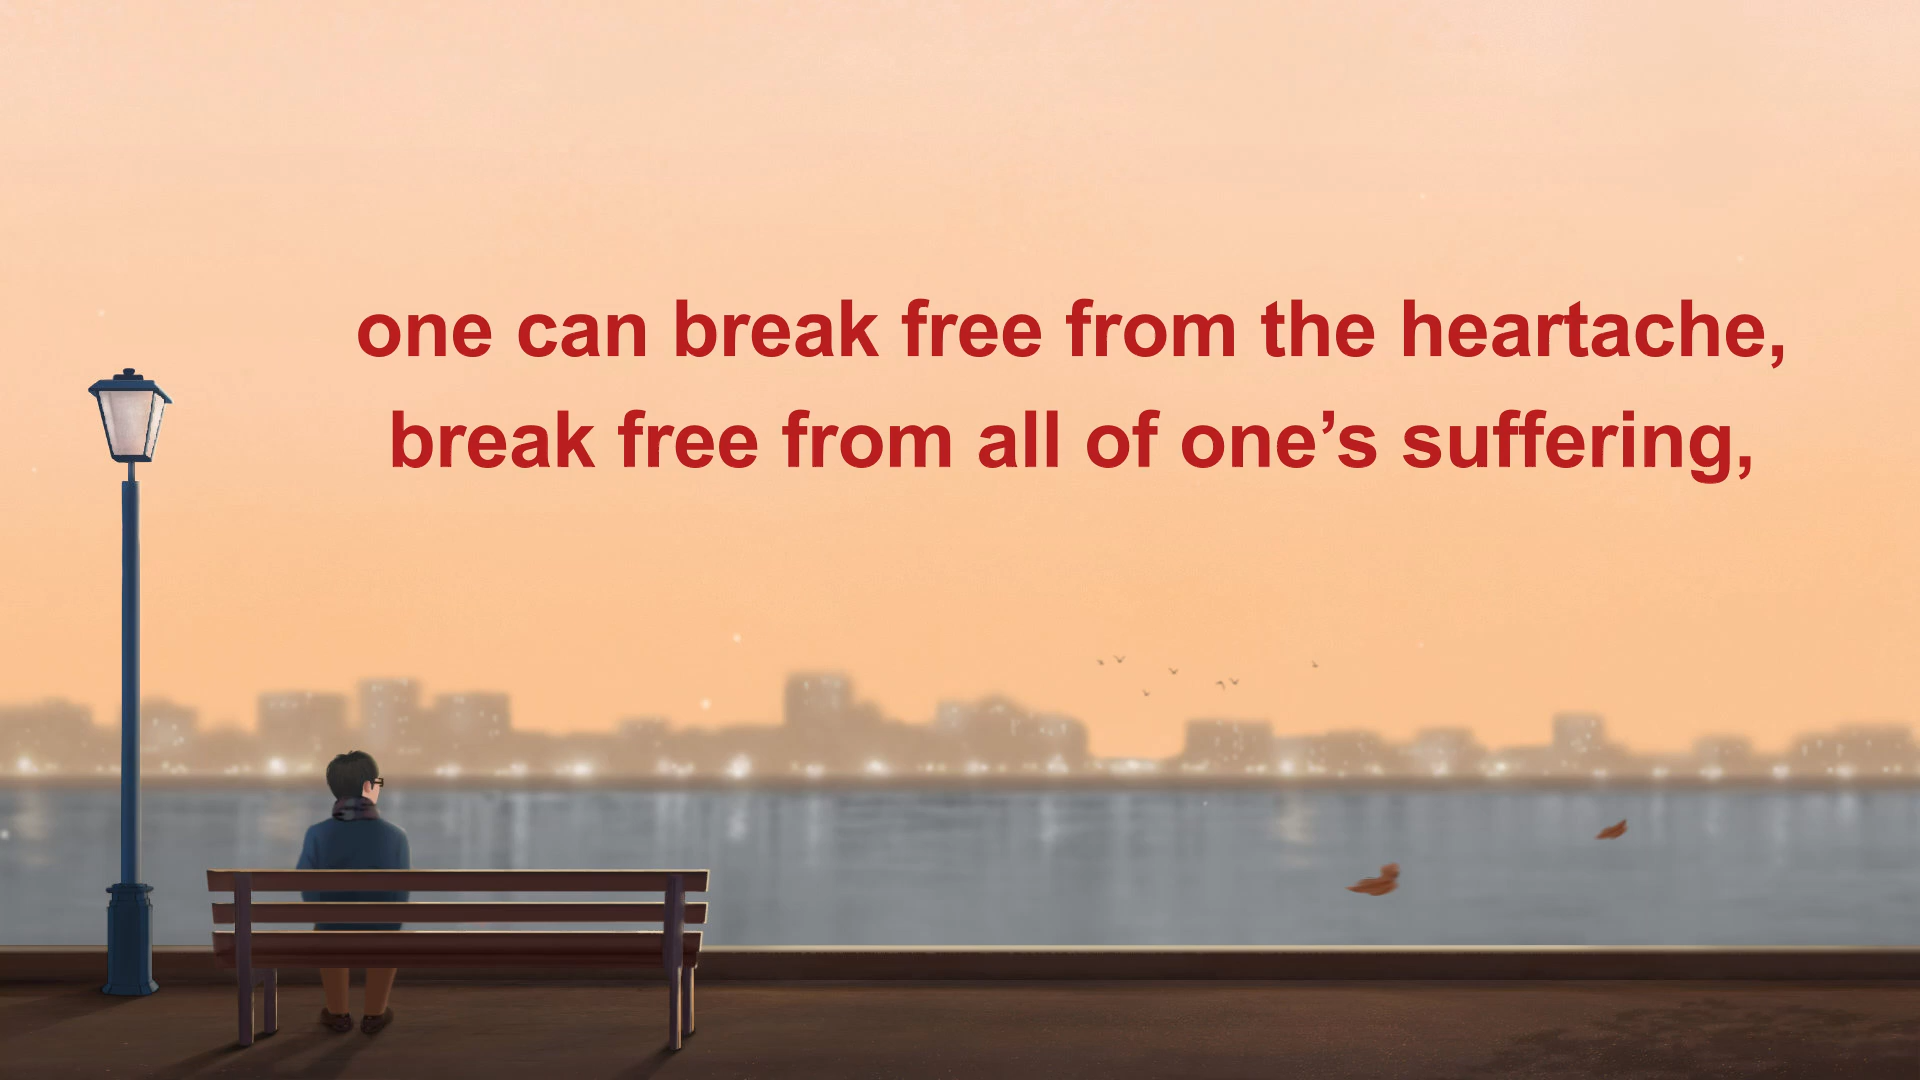 one can break free from the heartache,
break free from all of one’s suffering,